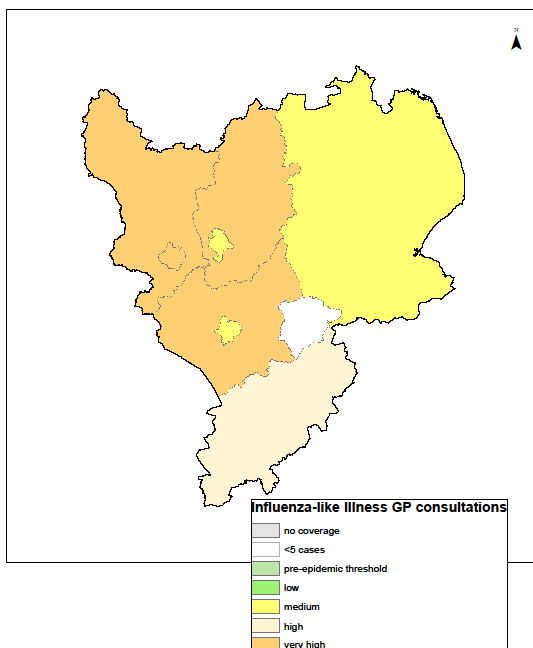 N
Influenza-like Illness GP consultations
no coverage
<5 cases
pre-epidemic threshold
low
medium
high
very high